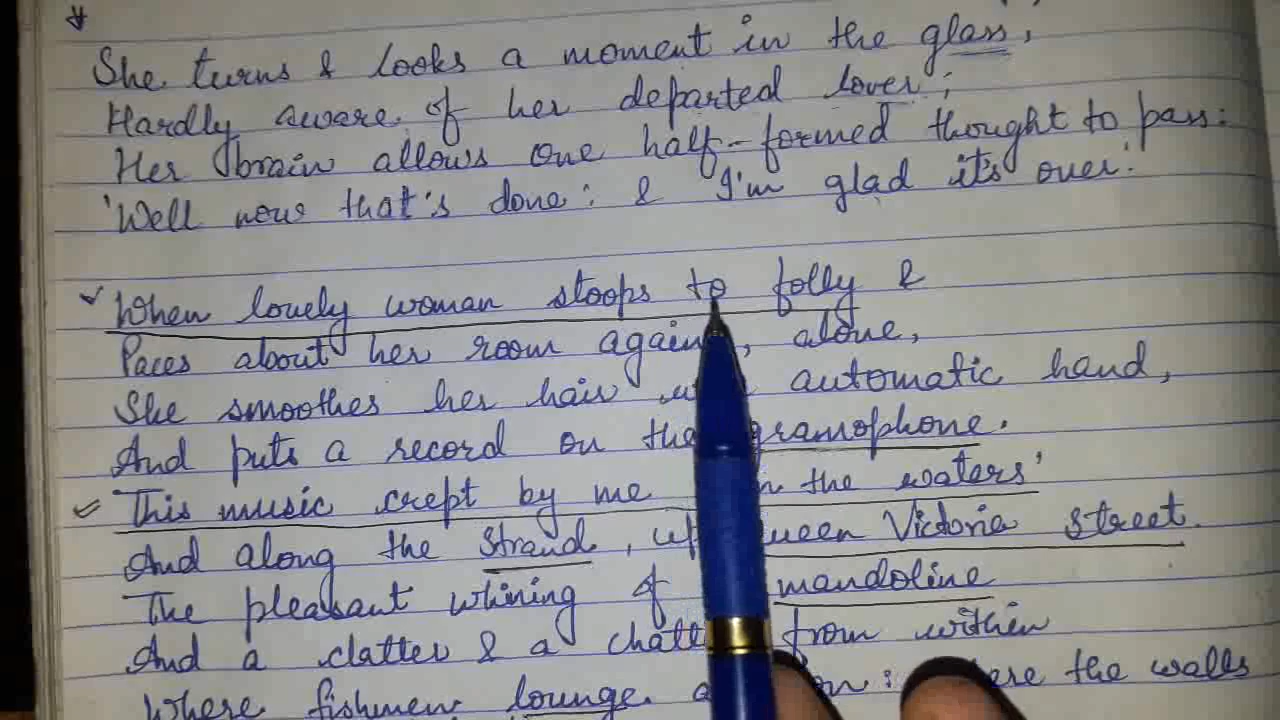 She turns & looks a moment in the glass,
Hardly aware of her departed lover;
Her brain allows one half-formed thought to pass:
'Well now that's done: & I'm glad it's over.'
When lovely woman stoops to folly &
Paces about her room again, alone,
She smoothes her hair automatic hand,
And puts a record on the gramophone.
This music crept by me the waters'
And along the Strand, up Victoria street.
The pleasant whining of mandoline
And a clatter & a from within
Where fishmen lounge the walls